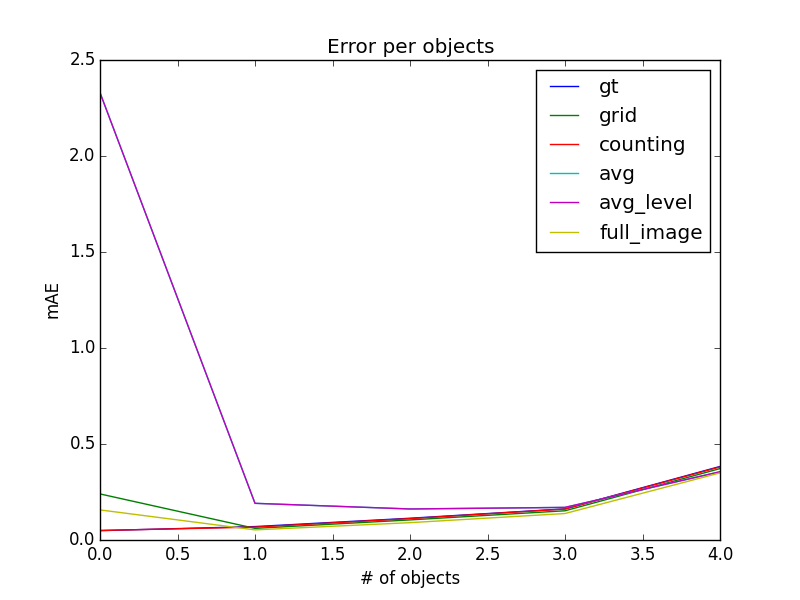 Error per objects
2.5
2.0
1.5
1.0
0.5
0.0
mAE
gt
grid
counting
avg
avg_level
full_image
0.0 0.5 1.0 1.5 2.0 2.5 3.0 3.5 4.0
# of objects